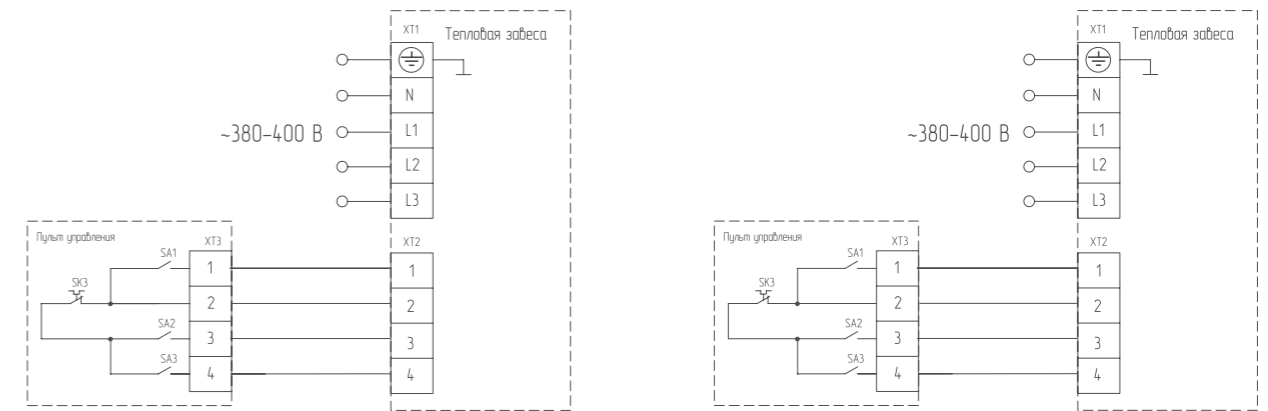 XT1
Тепловая завеса
N
~380-400 В
L1
L2
L3
Пульт управления
XT3
XT2
SA1
1
1
SK3
2
2
SA2
3
3
SA3
4
4
XT1
Тепловая завеса
N
~380-400 В
L1
L2
L3
Пульт управления
XT3
XT2
SA1
1
1
SK3
2
2
SA2
3
3
SA3
4
4